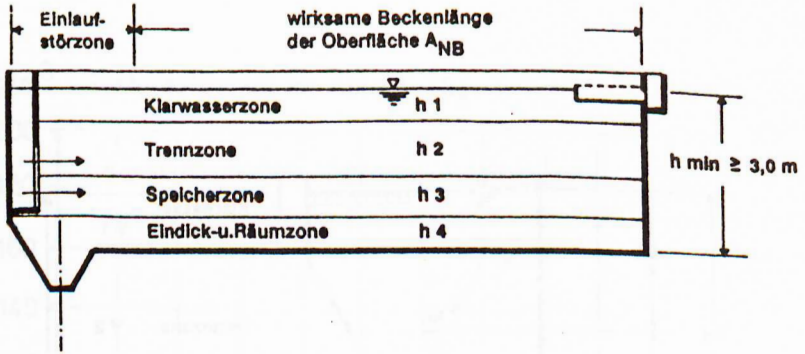 Einlauf-
störzone
wirksame Beckenlänge
der Oberfläche A_NB
Klarwasserzone h 1
Trennzone h 2
Speicherzone h 3
Eindick-u.Räumzone h 4
h min ≥ 3,0 m